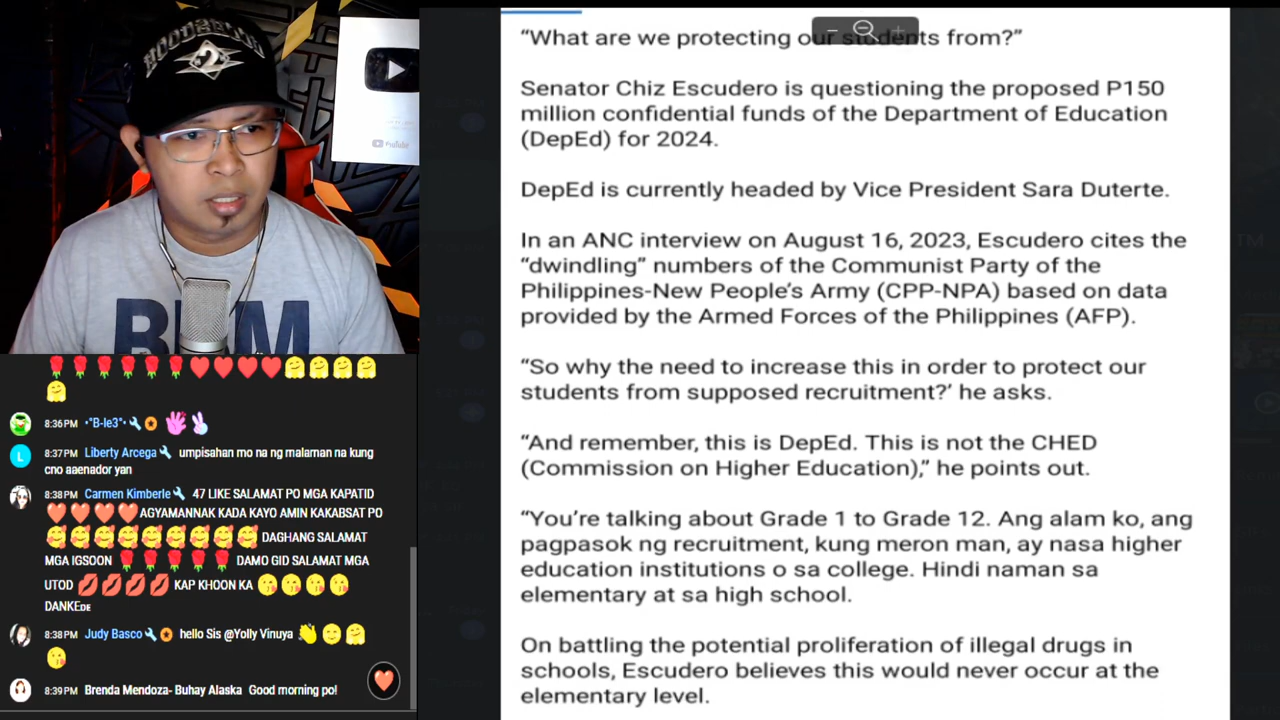 HOODBETTER
2
YouTube
BBM
8:36PM •°B-le3°•
8:37PM Liberty Arcega umpisahan mo na ng malaman na kung
cno aaenador yan
8:38PM Carmen Kimberle 47 LIKE SALAMAT PO MGA KAPATID
AGYAMANNAK KADA KAYO AMIN KAKABSAT PO
DAGHANG SALAMAT
MGA IGSOON DAMO GID SALAMAT MGA
UTOD KAP KHOON KA
DANKE
8:38PM Judy Basco hello Sis @Yolly Vinuya
8:39PM Brenda Mendoza- Buhay Alaska Good morning po!
“What are we protecting our students from?”
Senator Chiz Escudero is questioning the proposed P150
million confidential funds of the Department of Education
(DepEd) for 2024.
DepEd is currently headed by Vice President Sara Duterte.
In an ANC interview on August 16, 2023, Escudero cites the
“dwindling” numbers of the Communist Party of the
Philippines-New People’s Army (CPP-NPA) based on data
provided by the Armed Forces of the Philippines (AFP).
“So why the need to increase this in order to protect our
students from supposed recruitment?’ he asks.
“And remember, this is DepEd. This is not the CHED
(Commission on Higher Education),” he points out.
“You’re talking about Grade 1 to Grade 12. Ang alam ko, ang
pagpasok ng recruitment, kung meron man, ay nasa higher
education institutions o sa college. Hindi naman sa
elementary at sa high school.
On battling the potential proliferation of illegal drugs in
schools, Escudero believes this would never occur at the
elementary level.